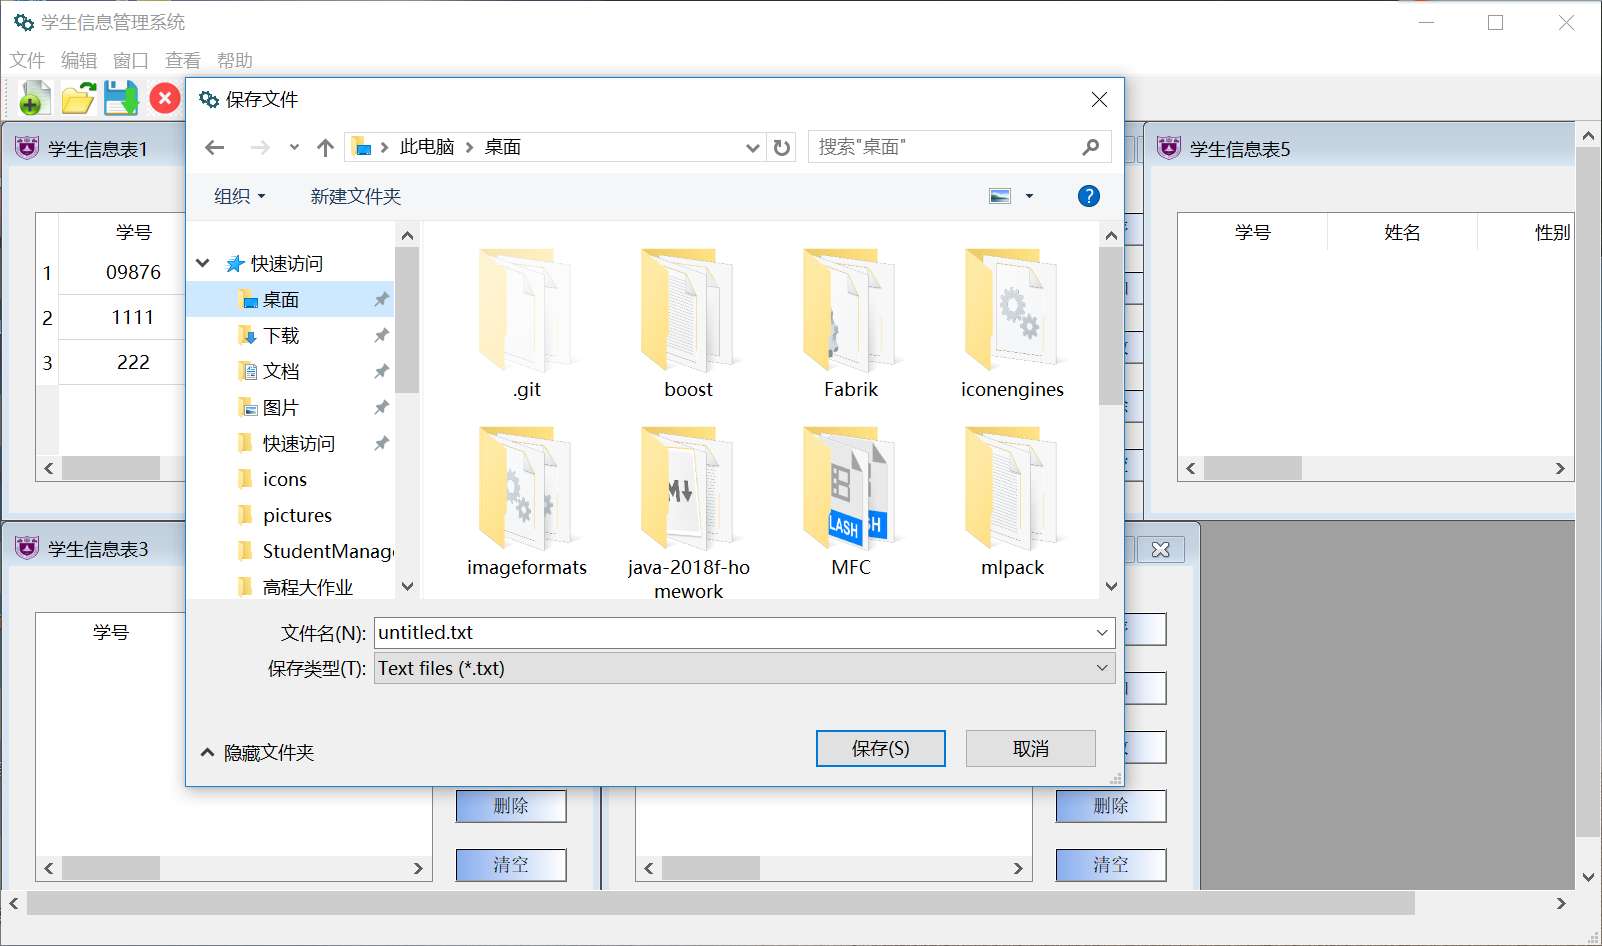 学生信息管理系统
文件 编辑 窗口 查看 帮助
保存文件
此电脑 桌面
搜索"桌面"
组织 新建文件夹
快速访问
桌面
下载
文档
图片
快速访问
icons
pictures
StudentManage
高程大作业
.git
boost
Fabrik
iconengines
imageformats
java-2018f-ho
mework
MFC
mlpack
文件名(N): untitled.txt
保存类型(T): Text files (*.txt)
隐藏文件夹
保存(S)
取消
学生信息表1
学号
1 09876
2 1111
3 222
学生信息表5
学号 姓名 性别
学生信息表3
学号
删除
清空
删除
清空